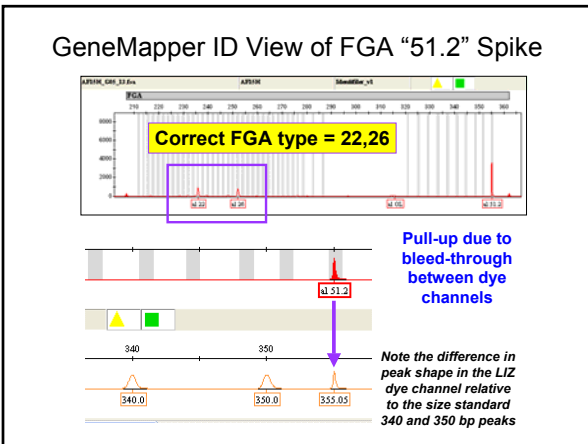 GeneMapper ID View of FGA “51.2” Spike
AFDIN Identifiler_v1
FGA
210 220 230 240 250 260 270 280 290 300 310 320 330 340 350 360
8000
6000
4000
2000
0
Correct FGA type = 22,26
al 22 al 26 al OL al 51.2
Pull-up due to
bleed-through
between dye
channels
al 51.2
340 350
340.0 350.0 355.05
Note the difference in
peak shape in the LIZ
dye channel relative
to the size standard
340 and 350 bp peaks